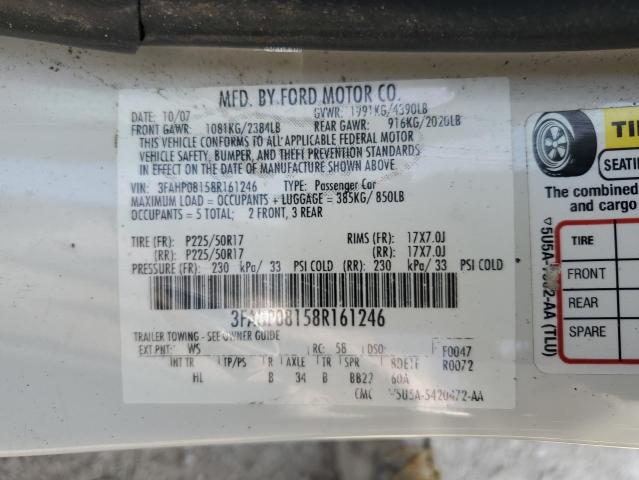 MFD. BY FORD MOTOR CO.
DATE: 10/07 GVWR: 1991KG/4390LB
FRONT GAWR: 1081KG/2384LB REAR GAWR: 916KG/2020LB
THIS VEHICLE CONFORMS TO ALL APPLICABLE FEDERAL MOTOR
VEHICLE SAFETY, BUMPER, AND THEFT PREVENTION STANDARDS
IN EFFECT ON THE DATE OF MANUFACTURE SHOWN ABOVE.
VIN: 3FAHP08158R161246 TYPE: Passenger Car
MAXIMUM LOAD = OCCUPANTS + LUGGAGE = 385KG/850LB
OCCUPANTS = 5 TOTAL; 2 FRONT, 3 REAR
TIRE (FR): P225/50R17 RIMS (FR): 17X7.0J
(RR): P225/50R17 (RR): 17X7.0J
PRESSURE (FR): 230 kPa/ 33 PSI COLD (RR): 230 kPa/ 33 PSI COLD
3FAHP08158R161246
TRAILER TOWING - SEE OWNER GUIDE
EXT PNT: WS RC: 58 DSO: F0047
INT TR TP/PS R AXLE TR SPR R0072
HL B 34 B BB22 60A
CMC
TI
SEATI
The combined
and cargo
TIRE
FRONT
REAR
SPARE